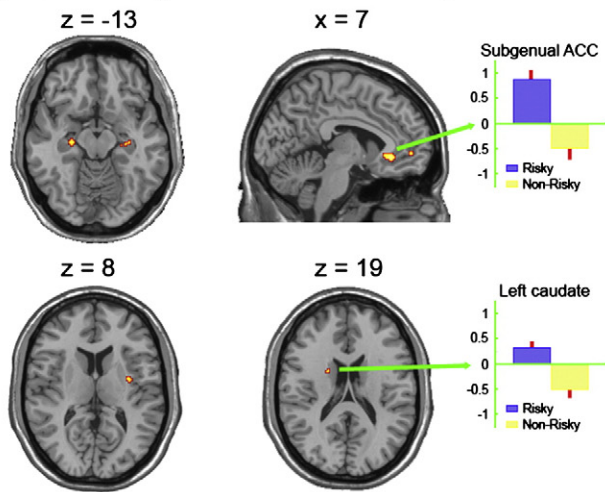 z = -13
x = 7
Subgenual ACC
1
0.5
0
-0.5
-1
Risky
Non-Risky
z = 8
z = 19
Left caudate
1
0.5
0
-0.5
-1
Risky
Non-Risky